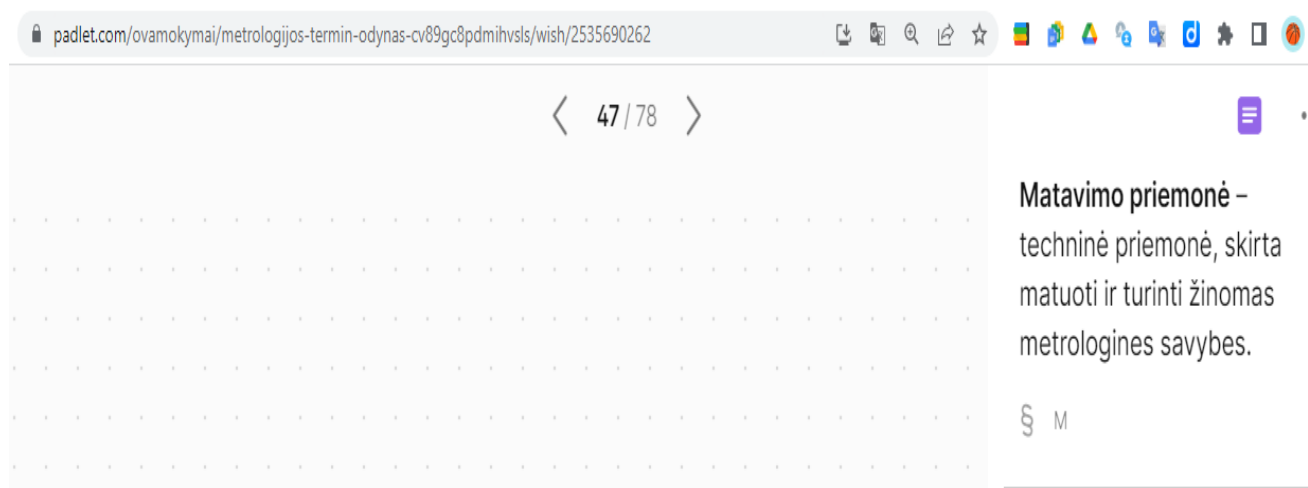 padlet.com/ovamokymai/metrologijos-termin-odynas-cv89gc8pdmihvsls/wish/2535690262
47 / 78
Matavimo priemonė –
techninė priemonė, skirta
matuoti ir turinti žinomas
metrologines savybes.
§ M